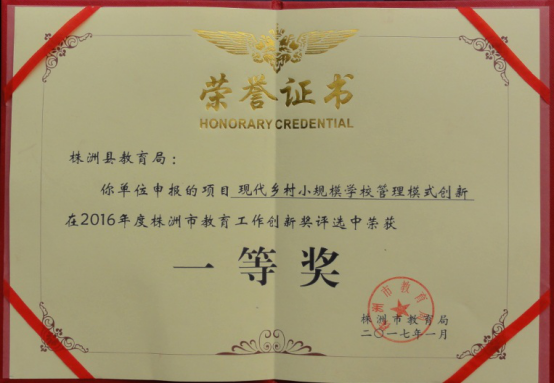 荣誉证书
HONORARY CREDENTIAL
株洲县教育局：
你单位申报的项目 现代乡村小规模学校管理模式创新
在2016年度株洲市教育工作创新奖评选中荣获
一等奖
株洲市教育局
二〇一七年一月